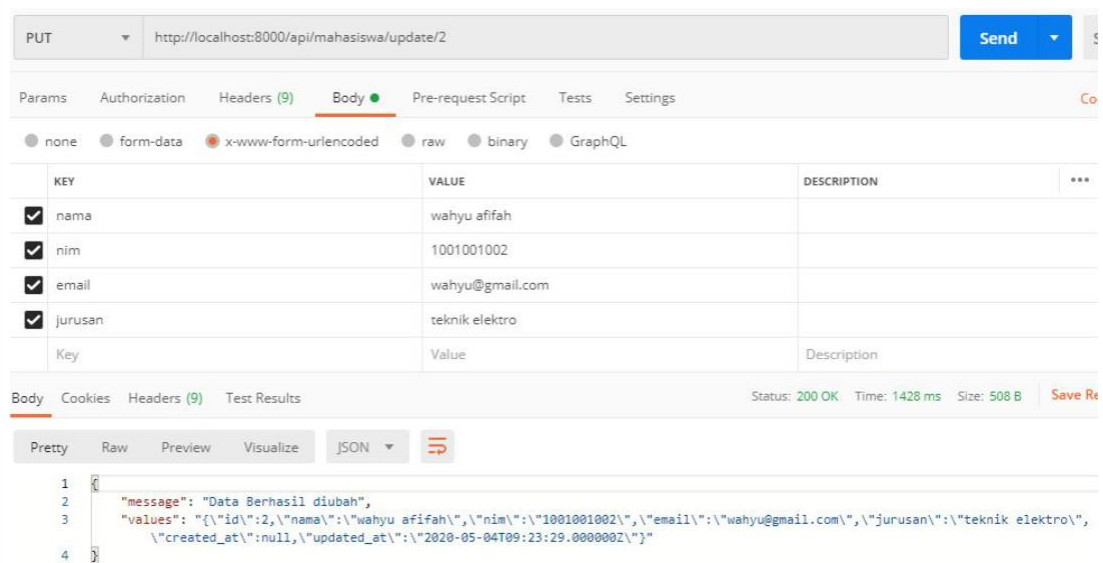 PUT http://localhost:8000/api/mahasiswa/update/2 Send
Params Authorization Headers (9) Body Pre-request Script Tests Settings
none form-data x-www-form-urlencoded raw binary GraphQL
KEY VALUE DESCRIPTION •••
nama wahyu afifah
nim 1001001002
email wahyu@gmail.com
jurusan teknik elektro
Key Value Description
Body Cookies Headers (9) Test Results Status: 200 OK Time: 1428 ms Size: 508 B Save Re
Pretty Raw Preview Visualize JSON
1 {
2 "message": "Data Berhasil diubah",
3 "values": "{\"id\":2,\"nama\":\"wahyu afifah\",\"nim\":\"1001001002\",\"email\":\"wahyu@gmail.com\",\"jurusan\":\"teknik elektro\",
\"created_at\":null,\"updated_at\":\"2020-05-04T09:23:29.000000Z\"}"
4 }